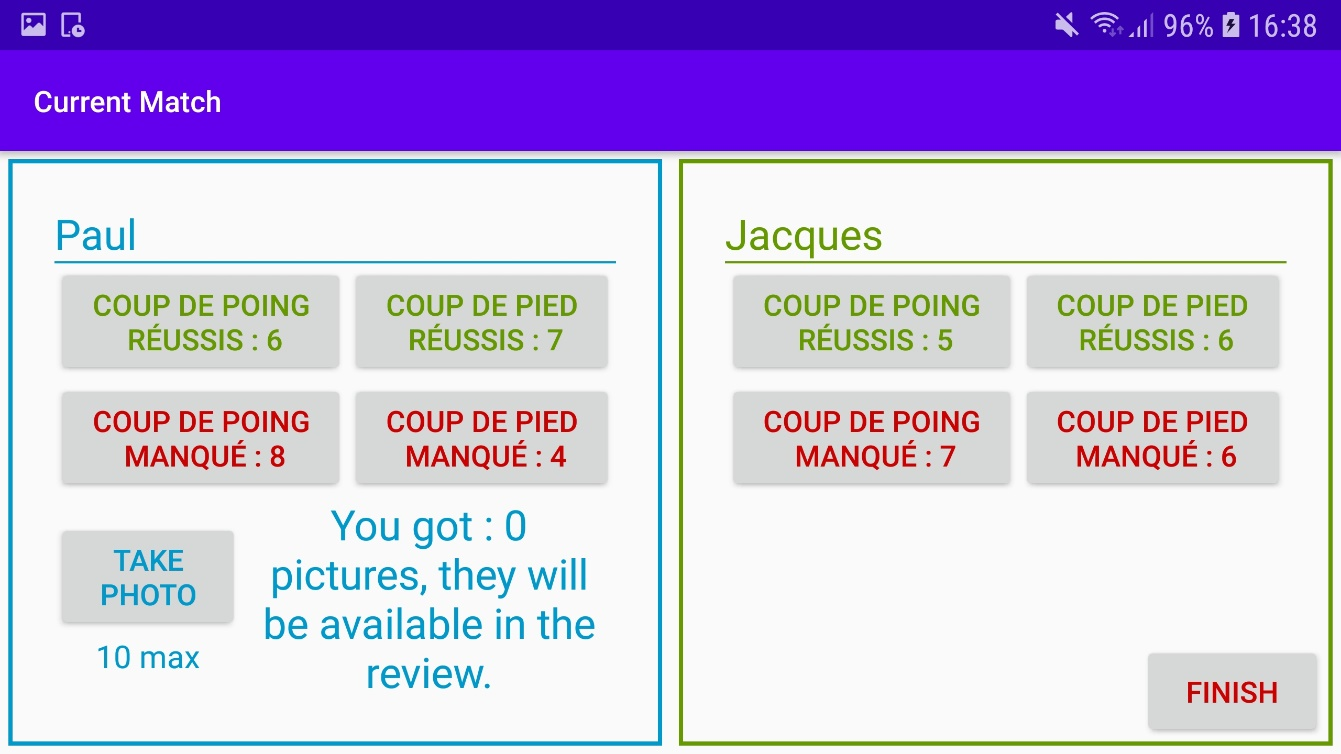 96% 16:38
Current Match
Paul
COUP DE POING
RÉUSSIS : 6
COUP DE PIED
RÉUSSIS : 7
COUP DE POING
MANQUÉ : 8
COUP DE PIED
MANQUÉ : 4
TAKE
PHOTO
10 max
You got : 0
pictures, they will
be available in the
review.
Jacques
COUP DE POING
RÉUSSIS : 5
COUP DE PIED
RÉUSSIS : 6
COUP DE POING
MANQUÉ : 7
COUP DE PIED
MANQUÉ : 6
FINISH